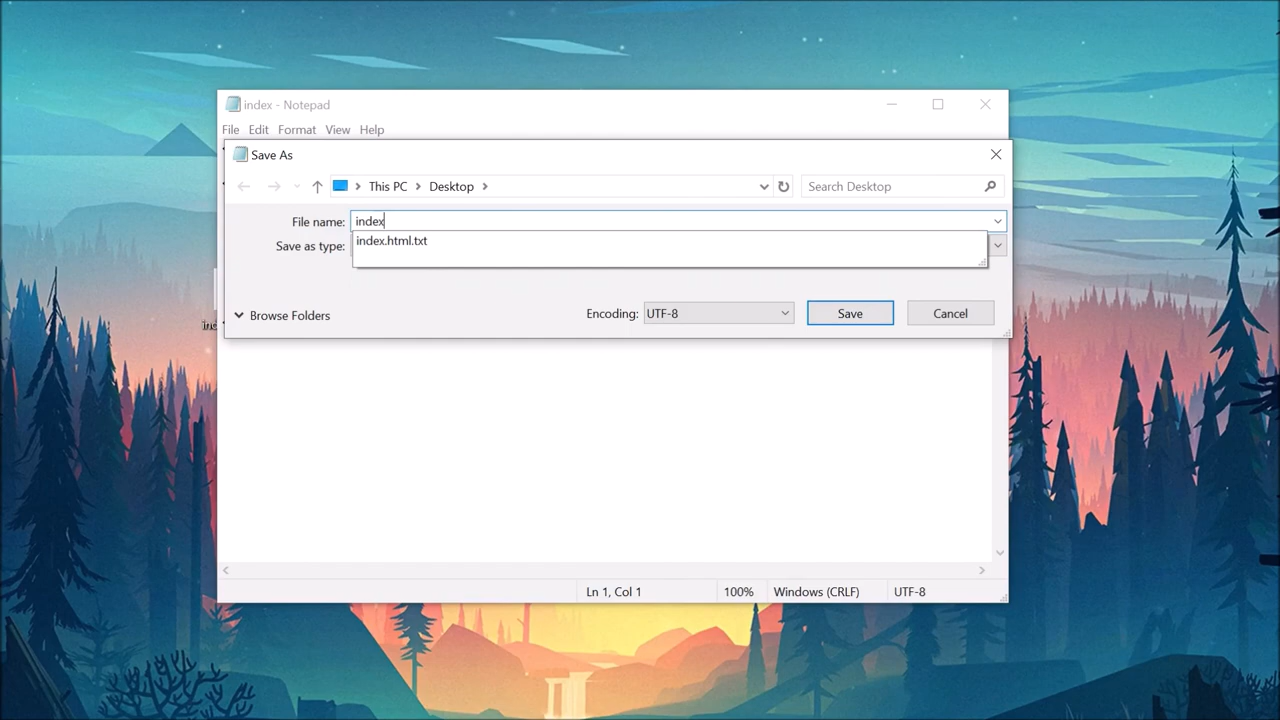 index - Notepad
File Edit Format View Help
Save As
This PC Desktop
Search Desktop
File name: index
index.html.txt
Save as type:
Browse Folders
Encoding: UTF-8
Save
Cancel
Ln 1, Col 1
100%
Windows (CRLF)
UTF-8